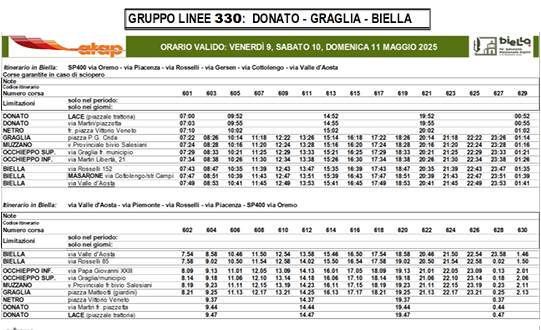 GRUPPO LINEE 330: DONATO - GRAGLIA - BIELLA
atap
ORARIO VALIDO: VENERDÌ 9, SABATO 10, DOMENICA 11 MAGGIO 2025
biella
Itinerario in Biella: SP400 via Oremo - via Piacenza - via Rosselli - via Gersen - via Cottolengo - via Valle d'Aosta
Corse garantite in caso di sciopero
Note
Codice itinerario
Numero corsa 601 603 605 607 609 611 613 615 617 619 621 623 625 627 629
Limitazioni solo nel periodo:
solo nei giorni:
DONATO LACE (piazzale trattoria) 07:00 09:52 14:52 19:52 00:52
DONATO via Martiri/piazzetta 07:03 09:55 14:55 19:55 00:55
NETRO fr. piazza Vittorio Veneto 07:10 10:02 15:02 20:02 01:02
GRAGLIA piazza P.G. Crida 07:22 08:26 10:14 11:18 12:22 13:26 15:14 16:18 17:22 18:26 20:14 21:18 22:22 23:26 01:14
MUZZANO v.Provinciale bivio Salesiani 07:24 08:28 10:16 11:20 12:24 13:28 15:16 16:20 17:24 18:28 20:16 21:20 22:24 23:28 01:16
OCCHIEPPO SUP. via Graglia fr. municipio 07:29 08:33 10:21 11:25 12:29 13:33 15:21 16:25 17:29 18:33 20:21 21:25 22:29 23:33 01:21
OCCHIEPPO INF. via Martiri Libertà, 21 07:34 08:38 10:26 11:30 12:34 13:38 15:26 16:30 17:34 18:38 20:26 21:30 22:34 23:38 01:26
BIELLA via Rosselli 152 07:43 08:47 10:35 11:39 12:43 13:47 15:35 16:39 17:43 18:47 20:35 21:39 22:43 23:47 01:35
BIELLA MASARONE via Cottolengo/str.Campi 07:47 08:51 10:39 11:43 12:47 13:51 15:39 16:43 17:47 18:51 20:39 21:43 22:47 23:51 01:39
BIELLA via Valle d'Aosta 07:49 08:53 10:41 11:45 12:49 13:53 15:41 16:45 17:49 18:53 20:41 21:45 22:49 23:53 01:41
Itinerario in Biella: via Valle d'Aosta - via Piemonte - via Rosselli - via Piacenza - SP400 via Oremo
Note
Codice itinerario
Numero corsa 602 604 606 608 610 612 614 616 618 620 622 624 626 628 630
Limitazioni solo nel periodo:
solo nei giorni:
BIELLA via Valle d'Aosta 7.54 8.58 10.46 11.50 12.54 13.58 15.46 16.50 17.54 18.58 20.46 21.50 22.54 23.58 1.46
BIELLA via Rosselli 85 7.58 9.02 10.50 11.54 12.58 14.02 15.50 16.54 17.58 19.02 20.50 21.54 22.58 0.02 1.50
OCCHIEPPO INF. via Papa Giovanni XXIII 8.09 9.13 11.01 12.05 13.09 14.13 16.01 17.05 18.09 19.13 21.01 22.05 23.09 0.13 2.01
OCCHIEPPO SUP. via Graglia/municipio 8.14 9.18 11.06 12.10 13.14 14.18 16.06 17.10 18.14 19.18 21.06 22.10 23.14 0.18 2.06
MUZZANO v.Provinciale fr bivio Salesiani 8.19 9.23 11.11 12.15 13.19 14.23 16.11 17.15 18.19 19.23 21.11 22.15 23.19 0.23 2.11
GRAGLIA piazza Matteotti (giardini) 8.21 9.25 11.13 12.17 13.21 14.25 16.13 17.17 18.21 19.25 21.13 22.17 23.21 0.25 2.13
NETRO piazza Vittorio Veneto 9.37 14.37 19.37 0.37
DONATO via Martiri 9.44 14.44 19.44 0.44
DONATO LACE (piazzale trattoria) 9.47 14.47 19.47 0.47